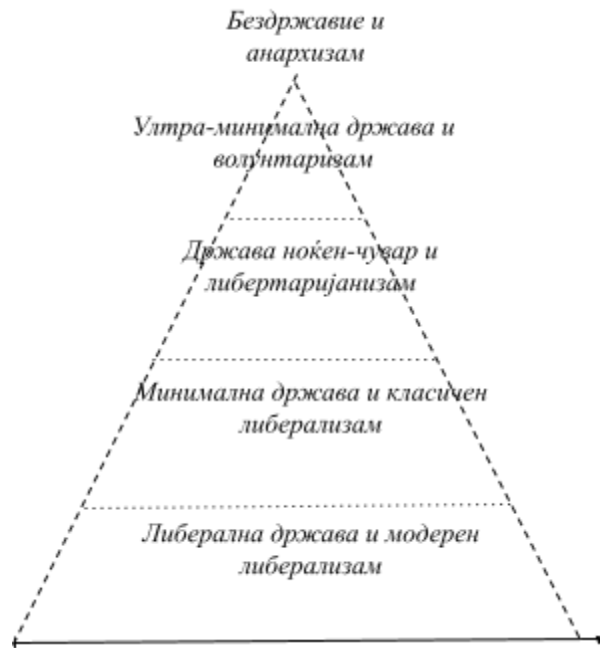 Бездржавие и
анархизам
Ултра-минимална држава и
волунтаризам
Држава ноќен-чувар и
либертаријанизам
Минимална држава и класичен
либерализам
Либерална држава и модерен
либерализам